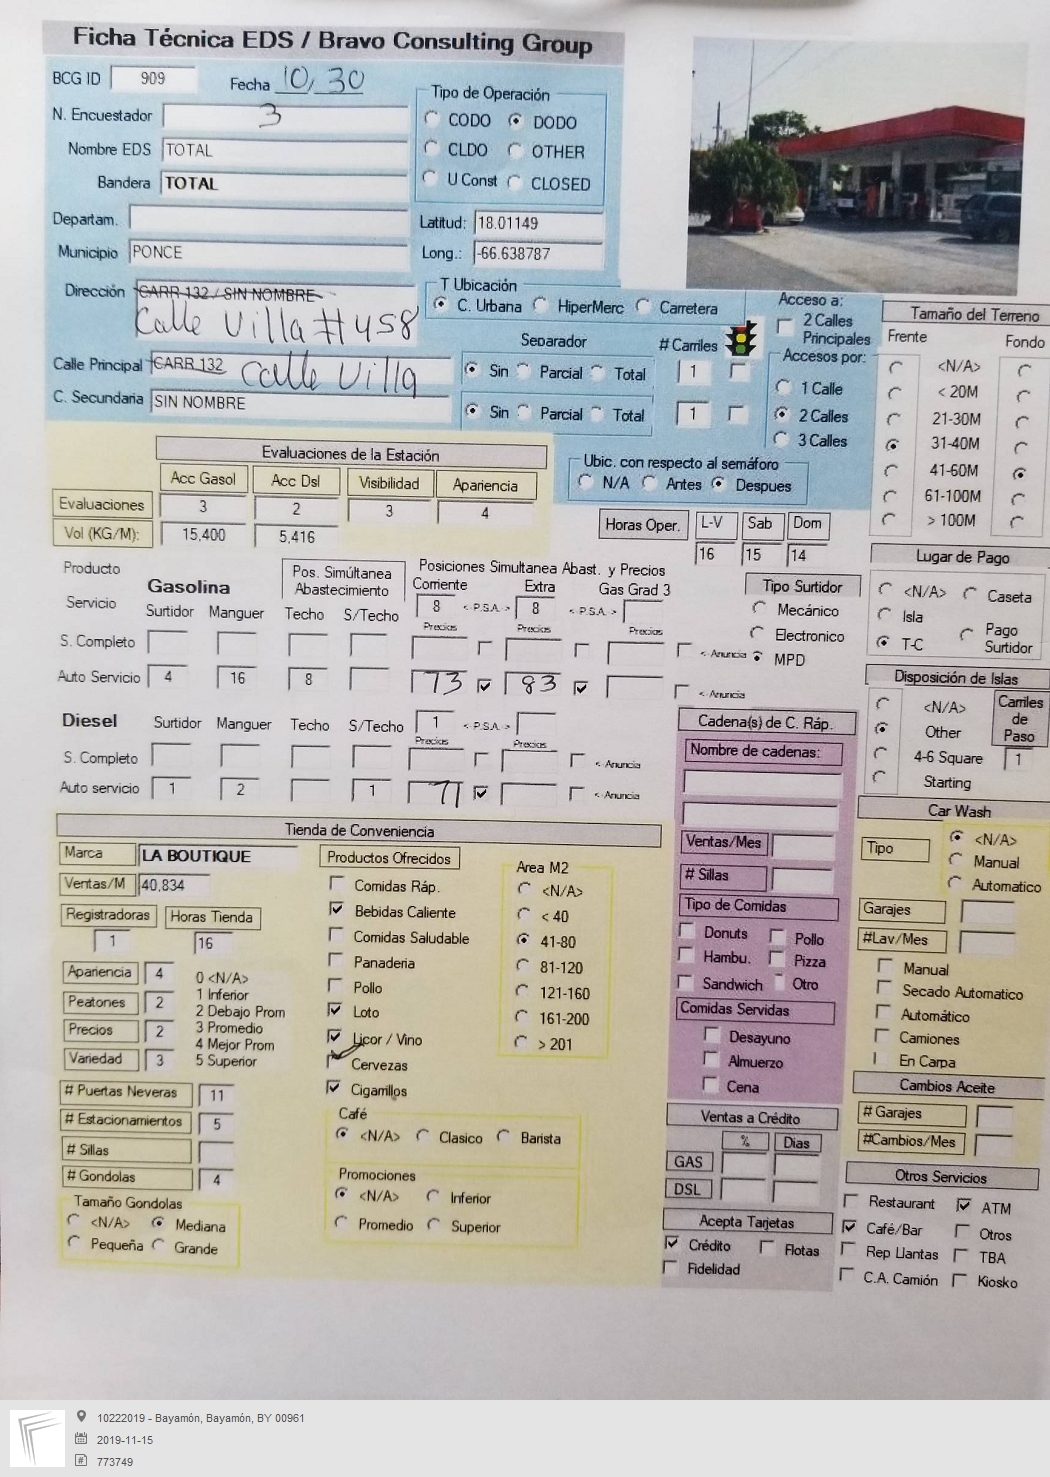 Ficha Técnica EDS / Bravo Consulting Group
BCG ID 909 Fecha 10, 30
N. Encuestador 3
Nombre EDS TOTAL
Bandera TOTAL
Tipo de Operación
CODO DODO
CLDO OTHER
U Const CLOSED
Departam.
Municipio PONCE
Latitud: 18.01149
Long.: -66.638787
Dirección CARR 132 / SIN NOMBRE
Calle Villa #458
T Ubicación
C. Urbana HiperMerc Carretera
Calle Principal CARR 132 Calle Villa
C. Secundaria SIN NOMBRE
Separador # Carriles
Sin Parcial Total 1
Sin Parcial Total 1
Acceso a:
2 Calles Principales
Accesos por:
1 Calle
2 Calles
3 Calles
Ubic. con respecto al semáforo
N/A Antes Despues
Tamaño del Terreno
Frente Fondo
<N/A>
< 20M
21-30M
31-40M
41-60M
61-100M
> 100M
Evaluaciones de la Estación
Acc Gasol Acc Dsl Visibilidad Apariencia
Evaluaciones 3 2 3 4
Vol (KG/M): 15,400 5,416
Horas Oper. L-V Sab Dom
16 15 14
Producto Gasolina
Servicio Surtidor Manguer
Pos. Simúltanea Abastecimiento
Techo S/Techo
Posiciones Simultanea Abast. y Precios
Corriente Extra Gas Grad 3
8 < P.S.A. > 8 < P.S.A. >
Precios Precios Precios
S. Completo <- Anuncia
Auto Servicio 4 16 8 73 83 <- Anuncia
Tipo Surtidor
Mecánico
Electronico
MPD
Lugar de Pago
<N/A> Caseta
Isla
T-C Pago Surtidor
Disposición de Islas
<N/A>
Other
4-6 Square
Starting
Carriles de Paso
1
Diesel Surtidor Manguer Techo S/Techo 1 < P.S.A. >
Precios Precios
S. Completo <- Anuncia
Auto servicio 1 2 1 71 <- Anuncia
Cadena(s) de C. Ráp.
Nombre de cadenas:
Ventas/Mes
# Sillas
Tipo de Comidas
Donuts Pollo
Hambu. Pizza
Sandwich Otro
Comidas Servidas
Desayuno
Almuerzo
Cena
Car Wash
Tipo <N/A>
Manual
Automatico
Garajes
#Lav/Mes
Manual
Secado Automatico
Automático
Camiones
En Carpa
Cambios Aceite
# Garajes
#Cambios/Mes
Tienda de Conveniencia
Marca LA BOUTIQUE
Ventas/M 40,834
Registradoras Horas Tienda
1 16
Apariencia 4
Peatones 2
Precios 2
Variedad 3
0 <N/A>
1 Inferior
2 Debajo Prom
3 Promedio
4 Mejor Prom
5 Superior
# Puertas Neveras 11
# Estacionamientos 5
# Sillas
# Gondolas 4
Tamaño Gondolas
<N/A> Mediana
Pequeña Grande
Productos Ofrecidos
Comidas Ráp.
Bebidas Caliente
Comidas Saludable
Panaderia
Pollo
Loto
Licor / Vino
Cervezas
Cigarrillos
Area M2
<N/A>
< 40
41-80
81-120
121-160
161-200
> 201
Café
<N/A> Clasico Barista
Promociones
<N/A> Inferior
Promedio Superior
Ventas a Crédito
% Dias
GAS
DSL
Acepta Tarjetas
Crédito Flotas
Fidelidad
Otros Servicios
Restaurant ATM
Café/Bar Otros
Rep Llantas TBA
C.A. Camión Kiosko
10222019 - Bayamón, Bayamón, BY 00961
2019-11-15
773749